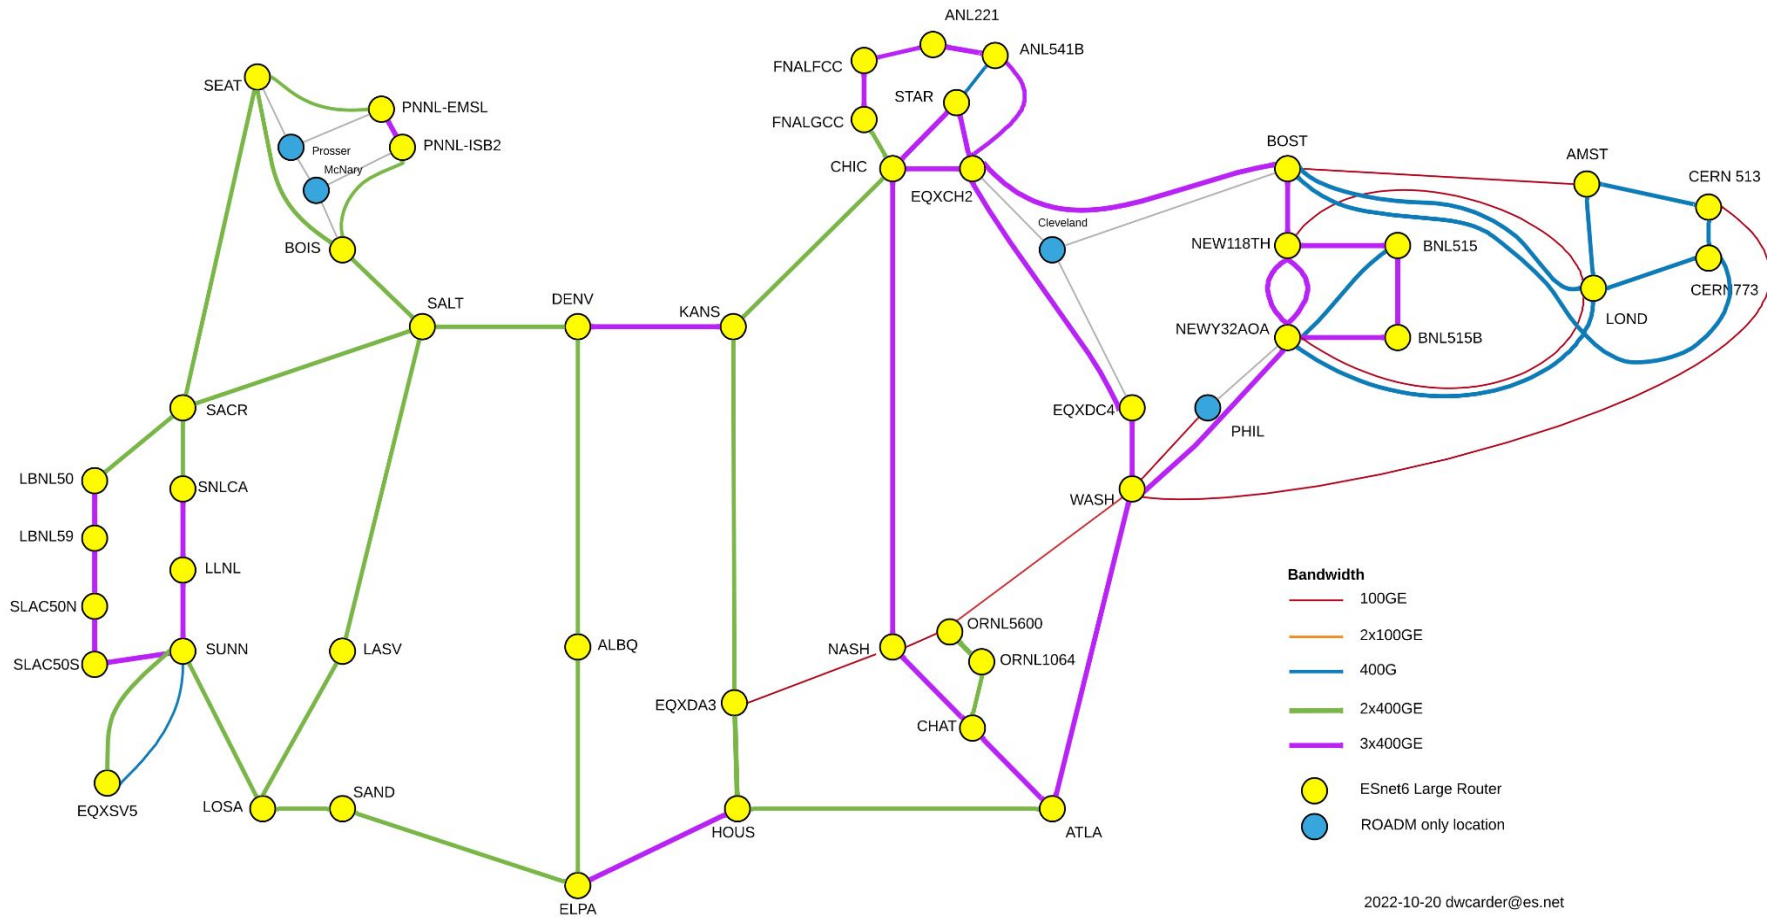 ANL221
ANL541B
FNALFCC
SEAT
STAR
PNNL-EMSL
FNALGCC
PNNL-ISB2
Prosser
BOST
AMST
McNary
CHIC
CERN 513
EQXCH2
Cleveland
NEW118TH
BNL515
BOIS
CERN773
SALT
DENV
KANS
LOND
NEWY32AOA
BNL515B
SACR
EQXDC4
PHIL
LBNL50
SNLCA
WASH
LBNL59
LLNL
Bandwidth
100GE
SLAC50N
ORNL5600
2x100GE
SUNN
LASV
ALBQ
NASH
ORNL1064
SLAC50S
400G
EQXDA3
2x400GE
CHAT
3x400GE
EQXSV5
LOSA
SAND
ESnet6 Large Router
HOUS
ATLA
ROADM only location
ELPA
2022-10-20 dwcarder@es.net